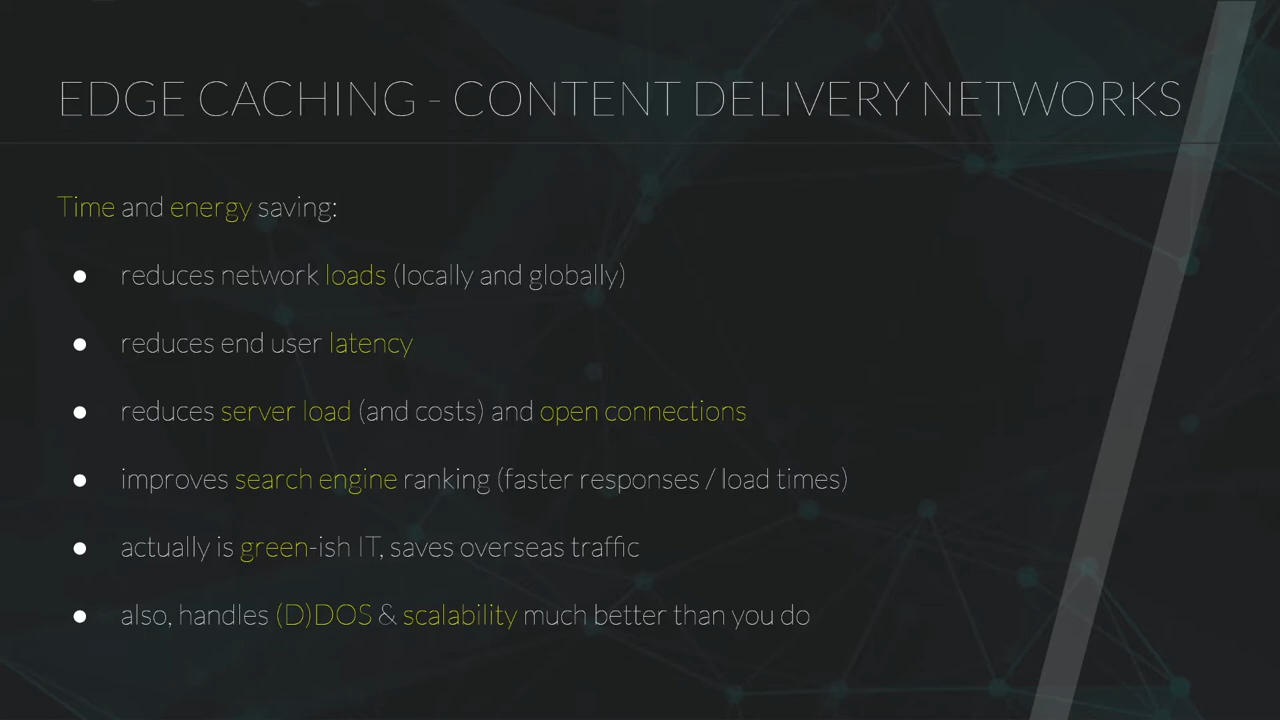 EDGE CACHING - CONTENT DELIVERY NETWORKS
Time and energy saving:
● reduces network loads (locally and globally)
● reduces end user latency
● reduces server load (and costs) and open connections
● improves search engine ranking (faster responses / load times)
● actually is green-ish IT, saves overseas traffic
● also, handles (D)DOS & scalability much better than you do